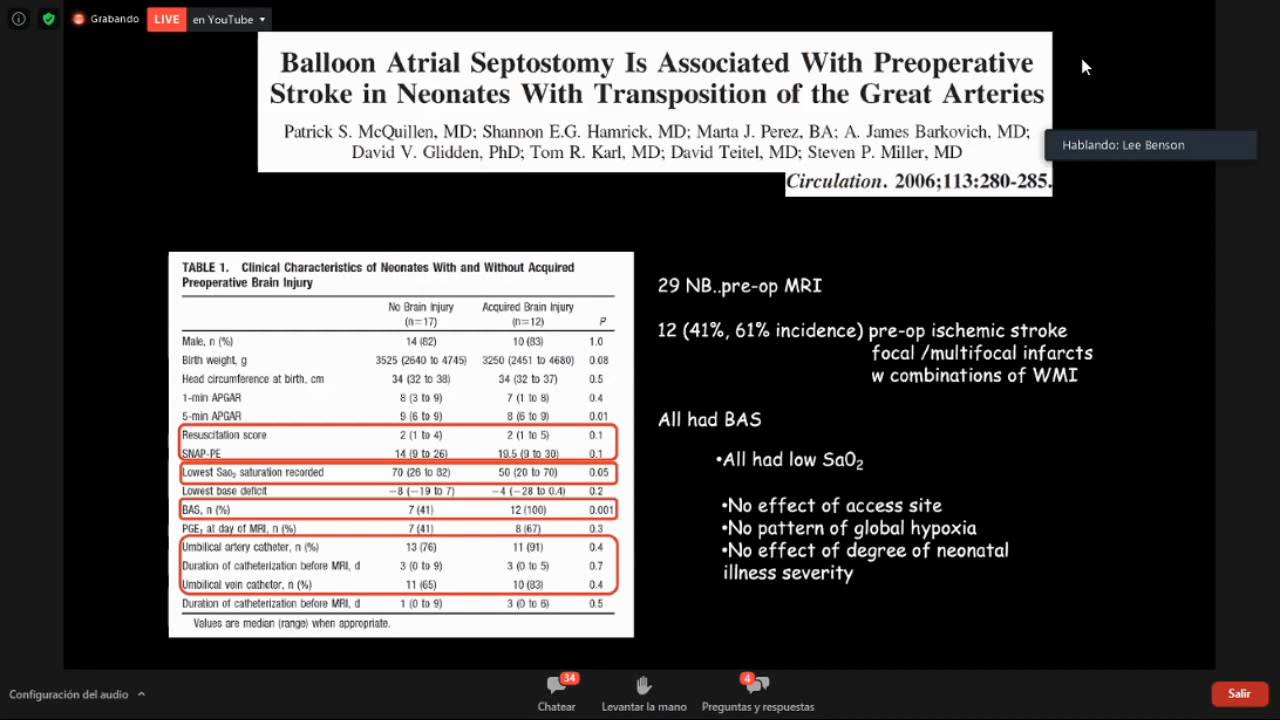 Grabando LIVE en YouTube
Balloon Atrial Septostomy Is Associated With Preoperative
Stroke in Neonates With Transposition of the Great Arteries
Patrick S. McQuillen, MD; Shannon E.G. Hamrick, MD; Marta J. Perez, BA; A. James Barkovich, MD;
David V. Glidden, PhD; Tom R. Karl, MD; David Teitel, MD; Steven P. Miller, MD
Hablando: Lee Benson
Circulation. 2006;113:280-285.
TABLE 1. Clinical Characteristics of Neonates With and Without Acquired
Preoperative Brain Injury
No Brain Injury Acquired Brain Injury
(n=17) (n=12) P
Male, n (%) 14 (82) 10 (83) 1.0
Birth weight, g 3525 (2640 to 4745) 3250 (2451 to 4680) 0.08
Head circumference at birth, cm 34 (32 to 38) 34 (32 to 37) 0.5
1-min APGAR 8 (3 to 9) 7 (1 to 8) 0.4
5-min APGAR 9 (6 to 9) 8 (6 to 9) 0.01
Resuscitation score 2 (1 to 4) 2 (1 to 5) 0.1
SNAP-PE 14 (9 to 26) 19.5 (9 to 30) 0.1
Lowest Sao₂ saturation recorded 70 (26 to 82) 50 (20 to 70) 0.05
Lowest base deficit −8 (−19 to 7) −4 (−28 to 0.4) 0.2
BAS, n (%) 7 (41) 12 (100) 0.001
PGE₁ at day of MRI, n (%) 7 (41) 8 (67) 0.3
Umbilical artery catheter, n (%) 13 (76) 11 (91) 0.4
Duration of catheterization before MRI, d 3 (0 to 9) 3 (0 to 5) 0.7
Umbilical vein catheter, n (%) 11 (65) 10 (83) 0.4
Duration of catheterization before MRI, d 1 (0 to 9) 3 (0 to 6) 0.5
Values are median (range) when appropriate.
29 NB..pre-op MRI
12 (41%, 61% incidence) pre-op ischemic stroke
focal /multifocal infarcts
w combinations of WMI
All had BAS
•All had low SaO₂
•No effect of access site
•No pattern of global hypoxia
•No effect of degree of neonatal
illness severity
34
4
Configuración del audio
Chatear
Levantar la mano
Preguntas y respuestas
Salir